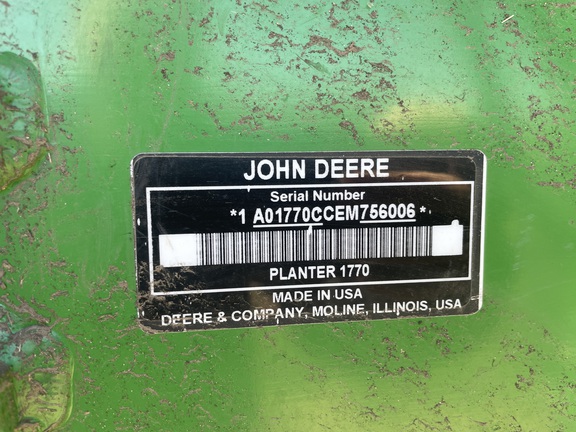 JOHN DEERE
Serial Number
*1 A01770CCEM756006 *
PLANTER 1770
MADE IN USA
DEERE & COMPANY, MOLINE, ILLINOIS, USA